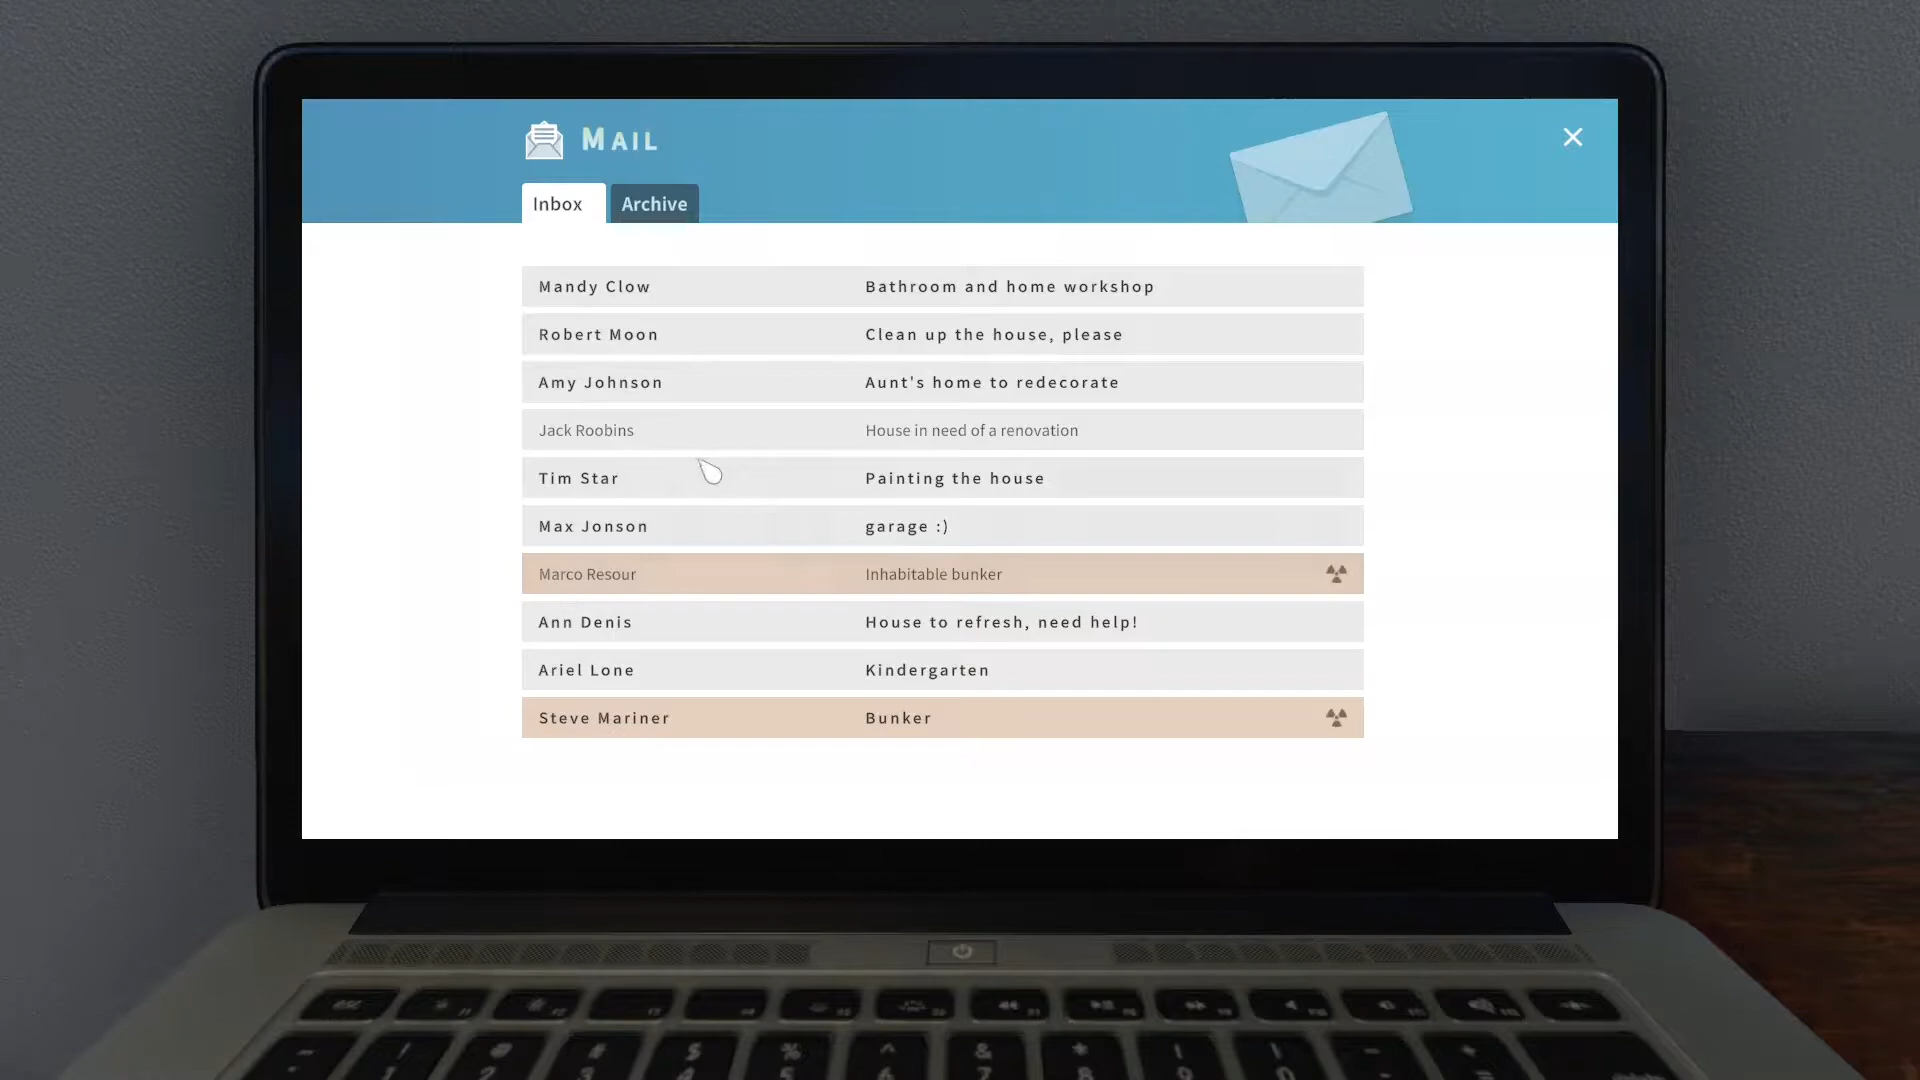 MAIL
Inbox Archive
Mandy Clow Bathroom and home workshop
Robert Moon Clean up the house, please
Amy Johnson Aunt's home to redecorate
Jack Roobins House in need of a renovation
Tim Star Painting the house
Max Jonson garage :)
Marco Resour Inhabitable bunker
Ann Denis House to refresh, need help!
Ariel Lone Kindergarten
Steve Mariner Bunker
esc